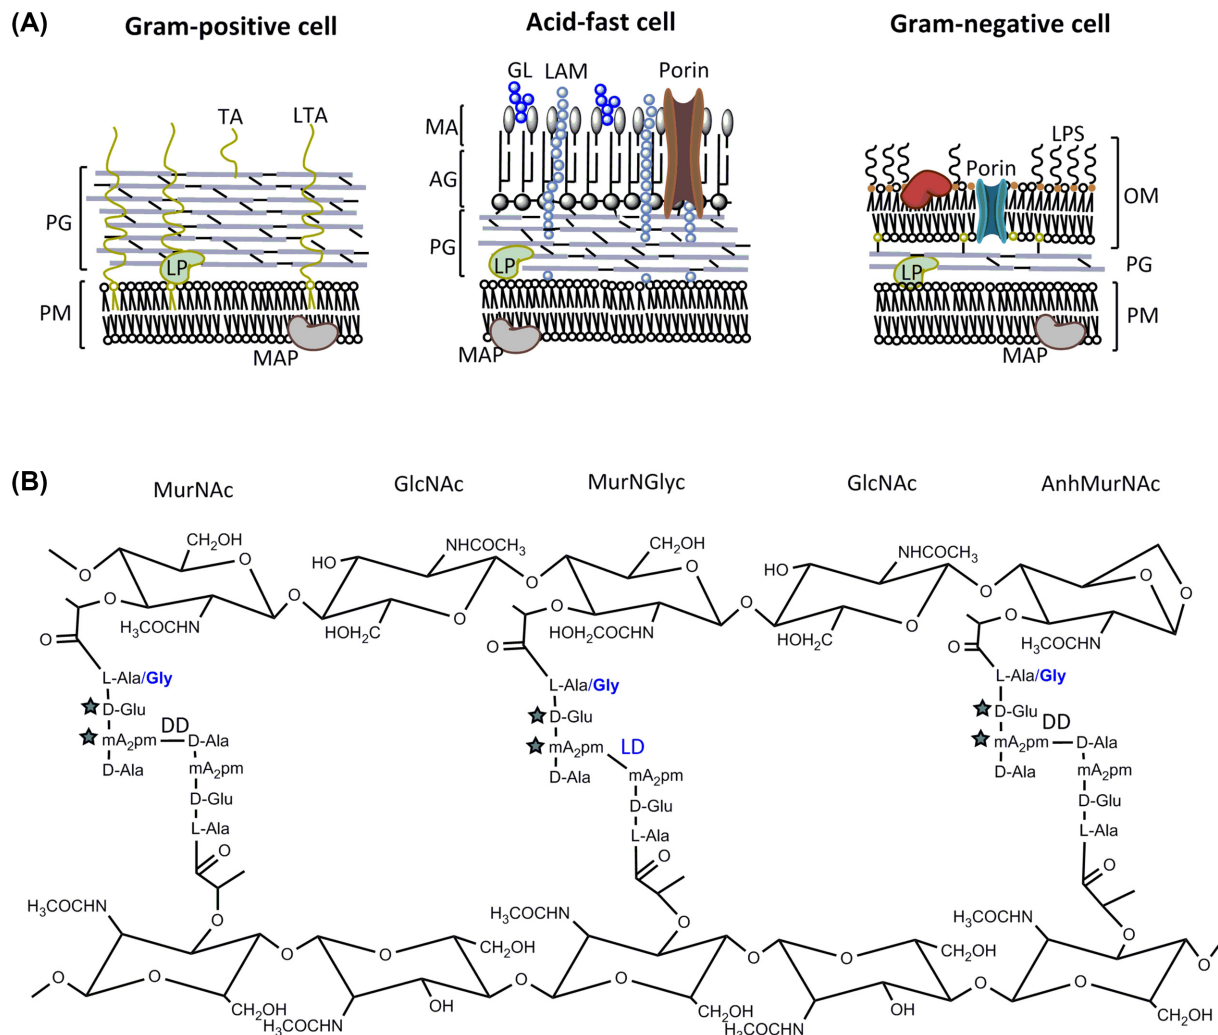 (A)
Gram-positive cell
Acid-fast cell
Gram-negative cell
TA
LTA
PG
LP
PM
MAP
GL
LAM
Porin
MA
AG
PG
LP
MAP
LPS
Porin
OM
LP
PG
PM
MAP
(B)
MurNAc
GlcNAc
MurNGlyc
GlcNAc
AnhMurNAc
CH₂OH
NHCOCH₃
CH₂OH
NHCOCH₃
O
HO
O
O
HO
O
O
O
O
O
O
O
O
O
O
O
O
H₃COCHN
HOH₂C
HOH₂COCHN
HOH₂C
H₃COCHN
O
O
O
L-Ala/Gly
L-Ala/Gly
L-Ala/Gly
D-Glu
D-Glu
D-Glu
DD
LD
DD
mA₂pm
D-Ala
mA₂pm
mA₂pm
D-Ala
D-Ala
mA₂pm
D-Ala
mA₂pm
D-Ala
mA₂pm
D-Glu
D-Glu
D-Glu
L-Ala
L-Ala
L-Ala
O
O
O
H₃COCHN
O
H₃COCHN
O
H₃COCHN
O
O
CH₂OH
O
CH₂OH
O
O
O
O
O
O
O
O
O
O
CH₂OH
H₃COCHN
OH
CH₂OH
H₃COCHN
OH
CH₂OH